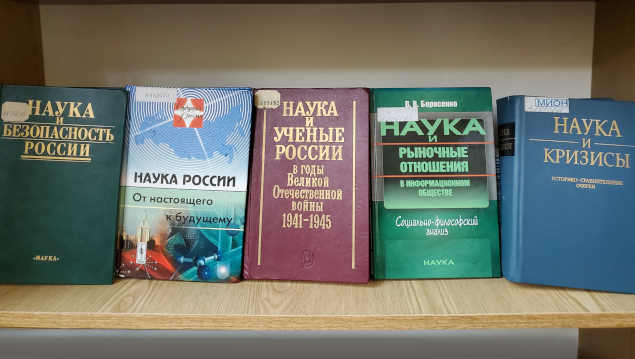 НАУКА
И
БЕЗОПАСНОСТЬ
РОССИИ
«НАУКА»
НАУКА РОССИИ
От настоящего
к будущему
НАУКА
И
УЧЕНЫЕ
РОССИИ
В ГОДЫ
ВЕЛИКОЙ
ОТЕЧЕСТВЕННОЙ
ВОЙНЫ
1941-1945
В. В. Борисенко
НАУКА
И
РЫНОЧНЫЕ
ОТНОШЕНИЯ
В ИНФОРМАЦИОННОМ
ОБЩЕСТВЕ
Социально-философский
анализ
НАУКА
МИОН
НАУКА
И
КРИЗИСЫ
ИСТОРИКО-СРАВНИТЕЛЬНЫЕ
ОЧЕРКИ